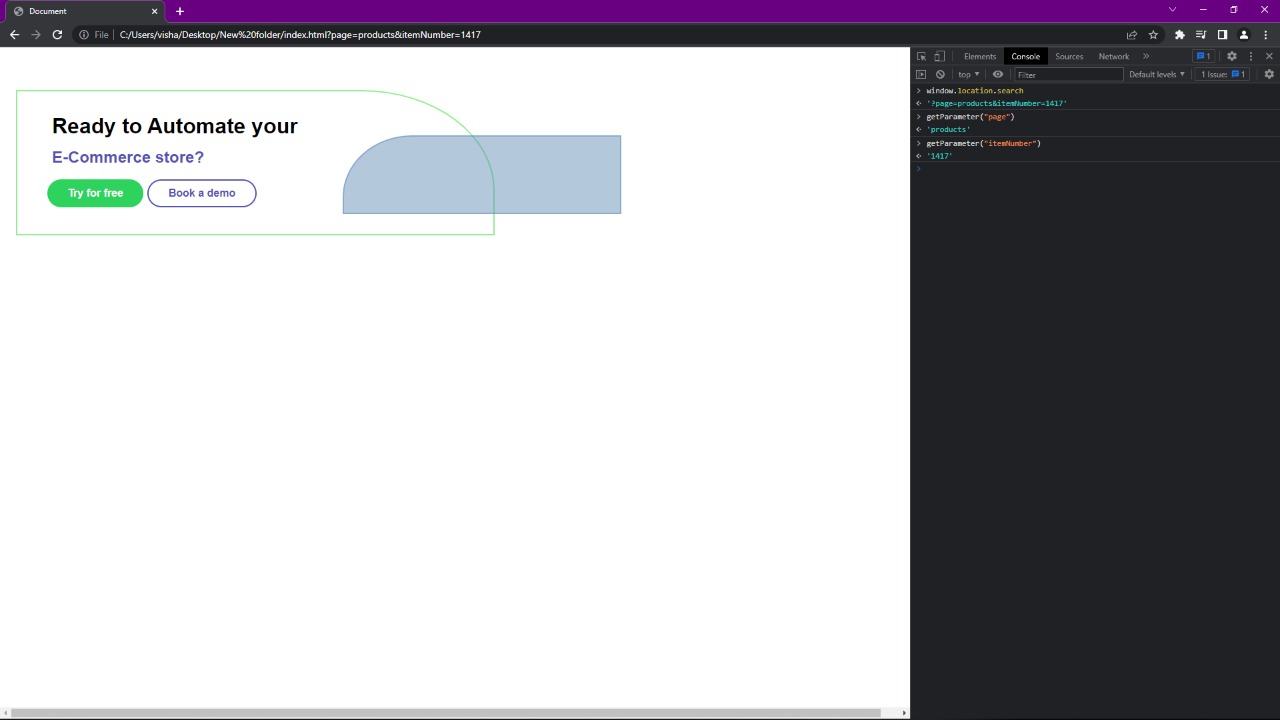 Document
File
C:/Users/visha/Desktop/New%20folder/index.html?page=products&itemNumber=1417
Ready to Automate your
E-Commerce store?
Try for free
Book a demo
Elements Console Sources Network » 1
top Filter Default levels 1 Issue: 1
> window.location.search
'?page=products&itemNumber=1417'
> getParameter("page")
'products'
> getParameter("itemNumber")
'1417'
>